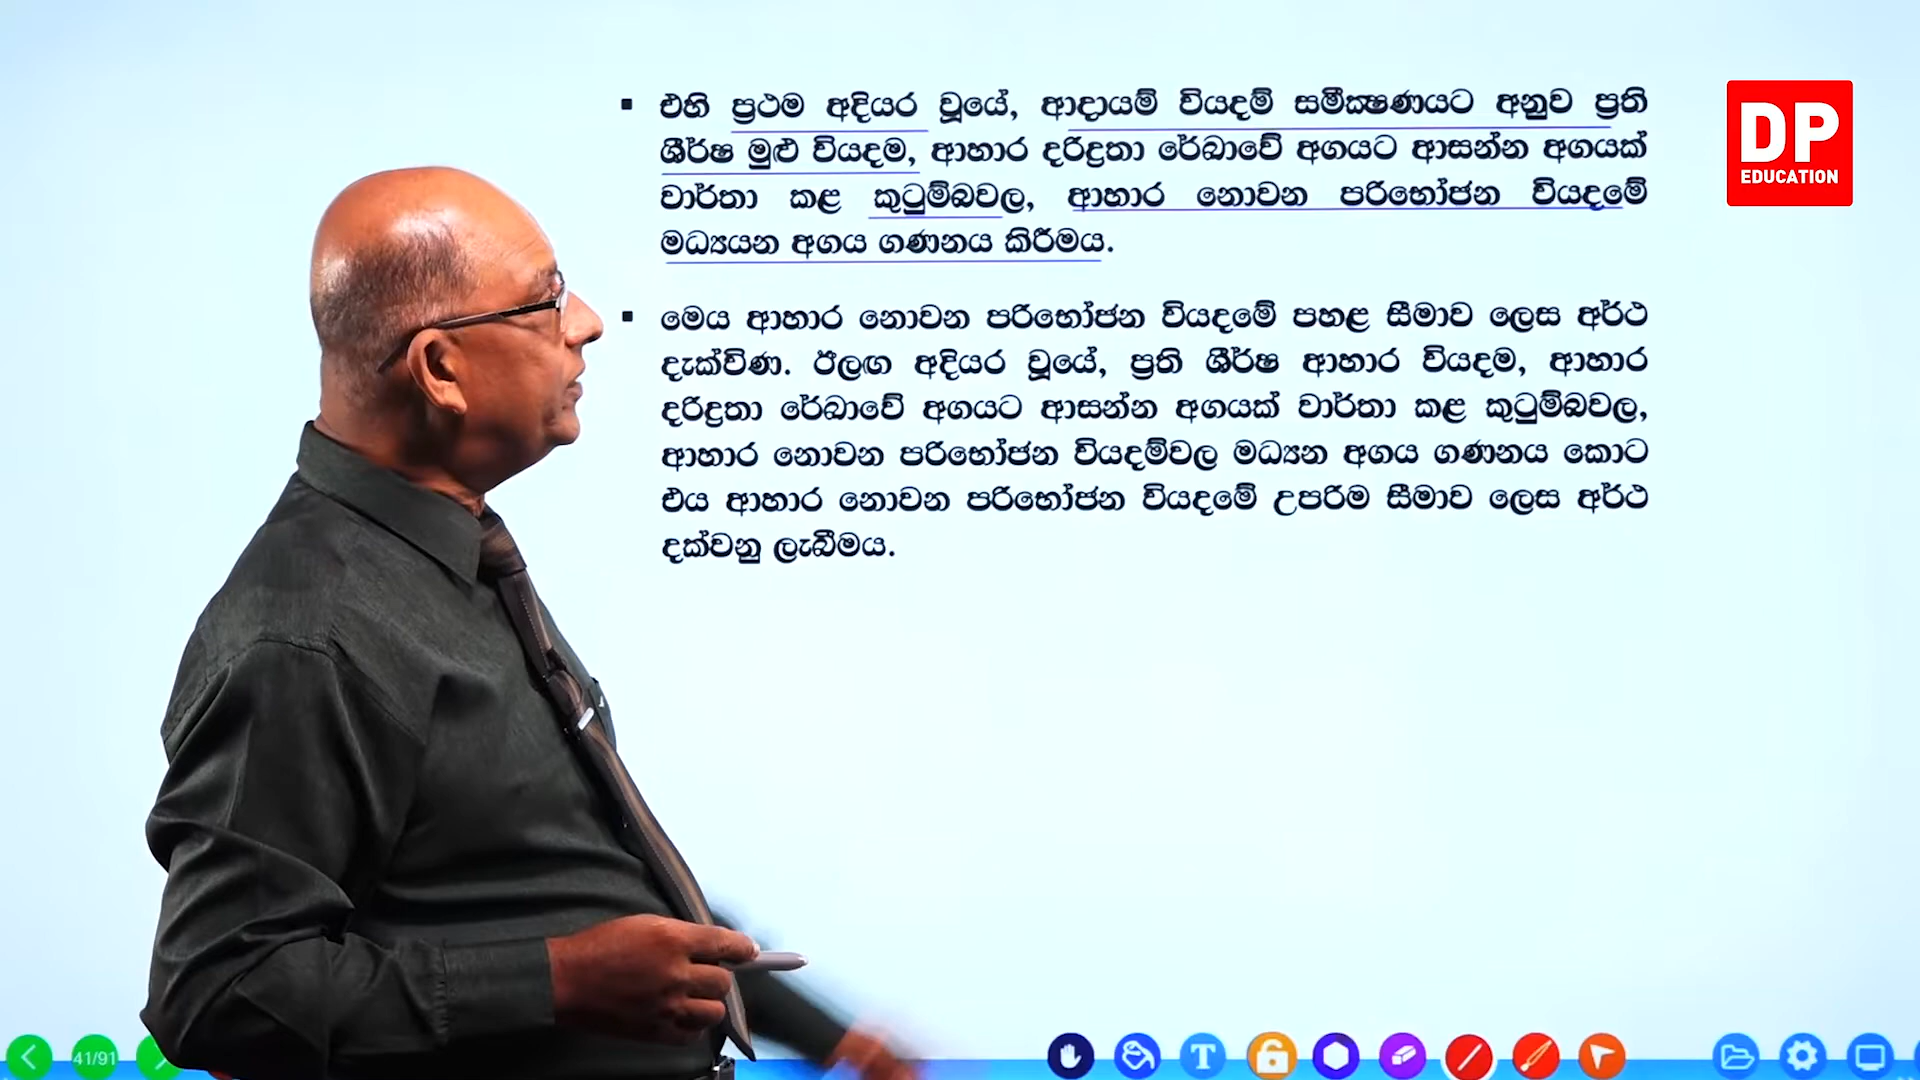 ▪ එහි ප්‍රථම අදියර වූයේ, ආදායම් වියදම් සමීක්‍ෂණයට අනුව ප්‍රති
ශීර්ෂ මුළු වියදම, ආහාර දරිද්‍රතා රේඛාවේ අගයට ආසන්න අගයක්
වාර්තා කළ කුටුම්බවල, ආහාර නොවන පරිභෝජන වියදමේ
මධ්‍යයන අගය ගණනය කිරීමය.
▪ මෙය ආහාර නොවන පරිභෝජන වියදමේ පහළ සීමාව ලෙස අර්ථ
දැක්විණ. ඊලඟ අදියර වූයේ, ප්‍රති ශීර්ෂ ආහාර වියදම, ආහාර
දරිද්‍රතා රේඛාවේ අගයට ආසන්න අගයක් වාර්තා කළ කුටුම්බවල,
ආහාර නොවන පරිභෝජන වියදම්වල මධ්‍යන අගය ගණනය කොට
එය ආහාර නොවන පරිභෝජන වියදමේ උපරිම සීමාව ලෙස අර්ථ
දක්වනු ලැබීමය.
DP
EDUCATION
41/91
T